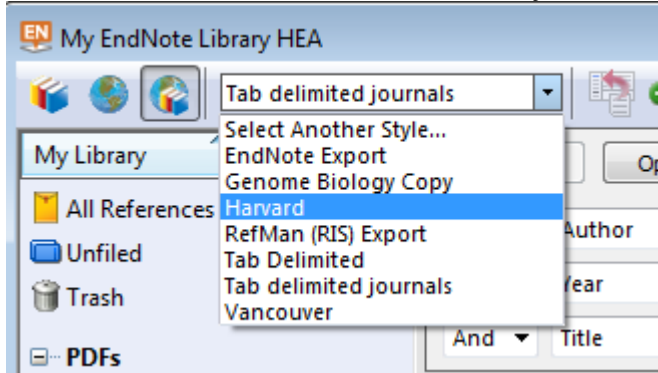 EN My EndNote Library HEA
Tab delimited journals
Select Another Style...
EndNote Export
Genome Biology Copy
Harvard
RefMan (RIS) Export
Tab Delimited
Tab delimited journals
Vancouver
My Library
All References
Unfiled
Trash
PDFs
Author
Year
And Title